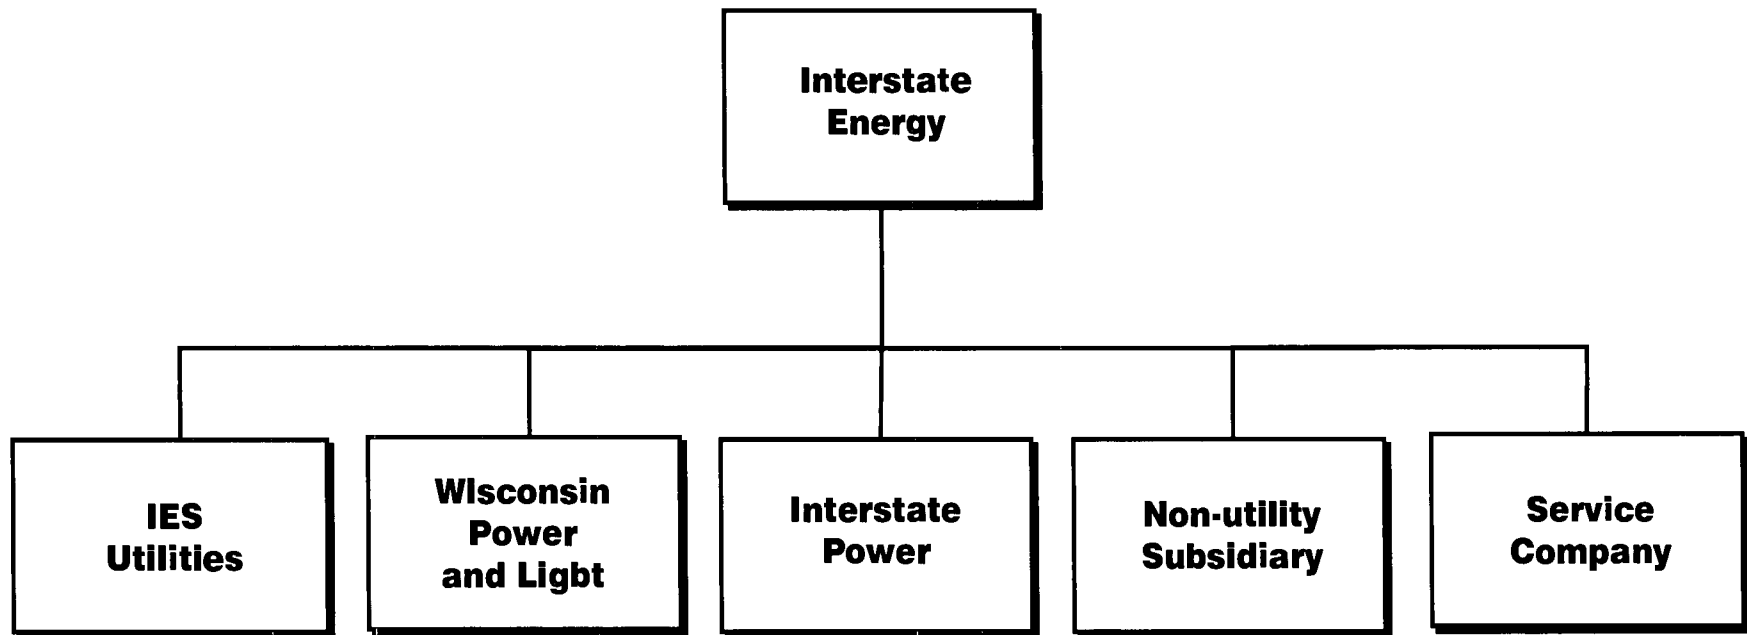 Interstate
Energy
IES
Utilities
WIsconsin
Power
and Ligbt
Interstate
Power
Non-utility
Subsidiary
Service
Company